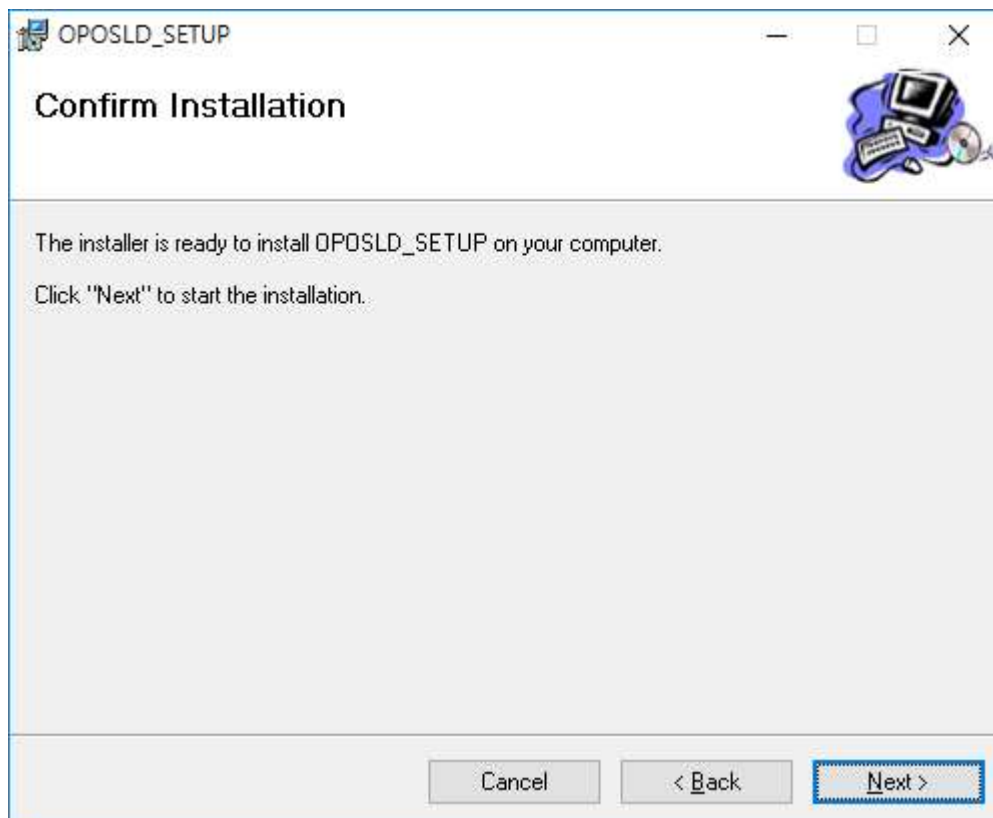 OPOSLD_SETUP
Confirm Installation
The installer is ready to install OPOSLD_SETUP on your computer.
Click "Next" to start the installation.
Cancel
< Back
Next >